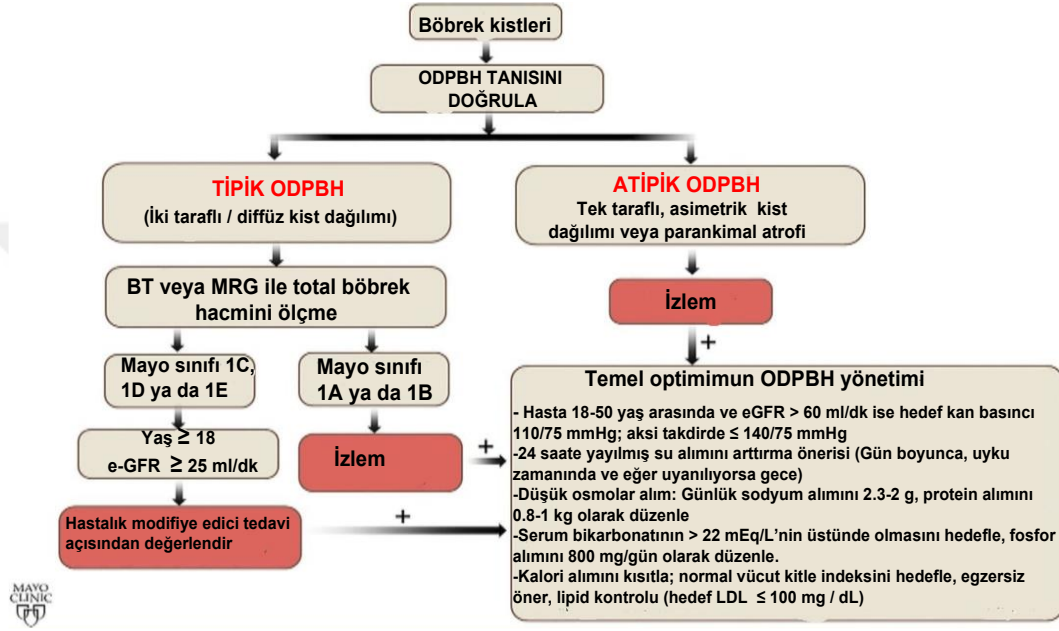 Böbrek kistleri
ODPBH TANISINI
DOĞRULA
TİPİK ODPBH
(İki taraflı / diffüz kist dağılımı)
ATİPİK ODPBH
Tek taraflı, asimetrik kist
dağılımı veya parankimal atrofi
BT veya MRG ile total böbrek
hacmini ölçme
İzlem
+
Mayo sınıfı 1C,
1D ya da 1E
Mayo sınıfı
1A ya da 1B
Yaş ≥ 18
e-GFR ≥ 25 ml/dk
İzlem
+
Hastalık modifiye edici tedavi
açısından değerlendir
+
Temel optimimun ODPBH yönetimi
- Hasta 18-50 yaş arasında ve eGFR > 60 ml/dk ise hedef kan basıncı
110/75 mmHg; aksi takdirde ≤ 140/75 mmHg
-24 saate yayılmış su alımını arttırma önerisi (Gün boyunca, uyku
zamanında ve eğer uyanılıyorsa gece)
-Düşük osmolar alım: Günlük sodyum alımını 2.3-2 g, protein alımını
0.8-1 kg olarak düzenle
-Serum bikarbonatının > 22 mEq/L'nin üstünde olmasını hedefle, fosfor
alımını 800 mg/gün olarak düzenle.
-Kalori alımını kısıtla; normal vücut kitle indeksini hedefle, egzersiz
öner, lipid kontrolu (hedef LDL ≤ 100 mg / dL)
MAYO
CLINIC